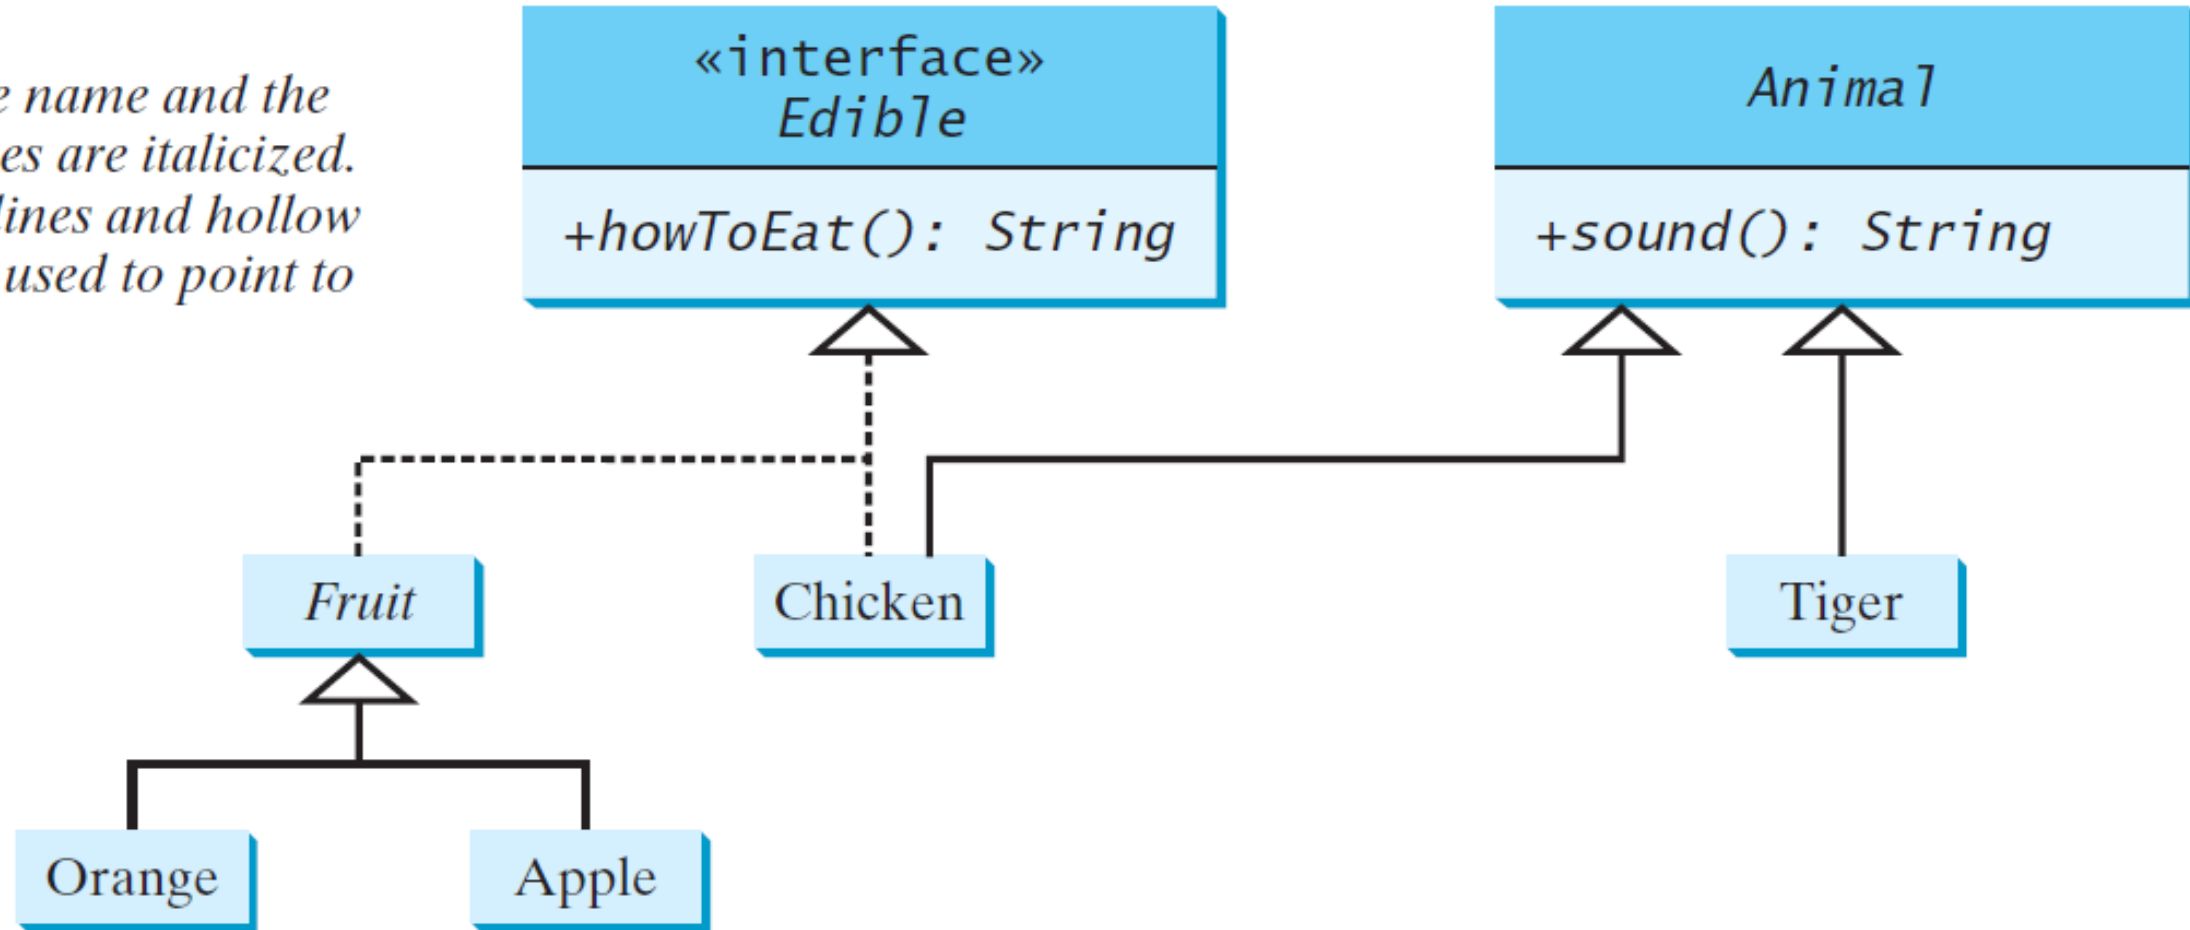 name and the
are italicized.
lines and hollow
used to point to
«interface»
Edible
+howToEat(): String
Animal
+sound(): String
Fruit
Chicken
Tiger
Orange
Apple